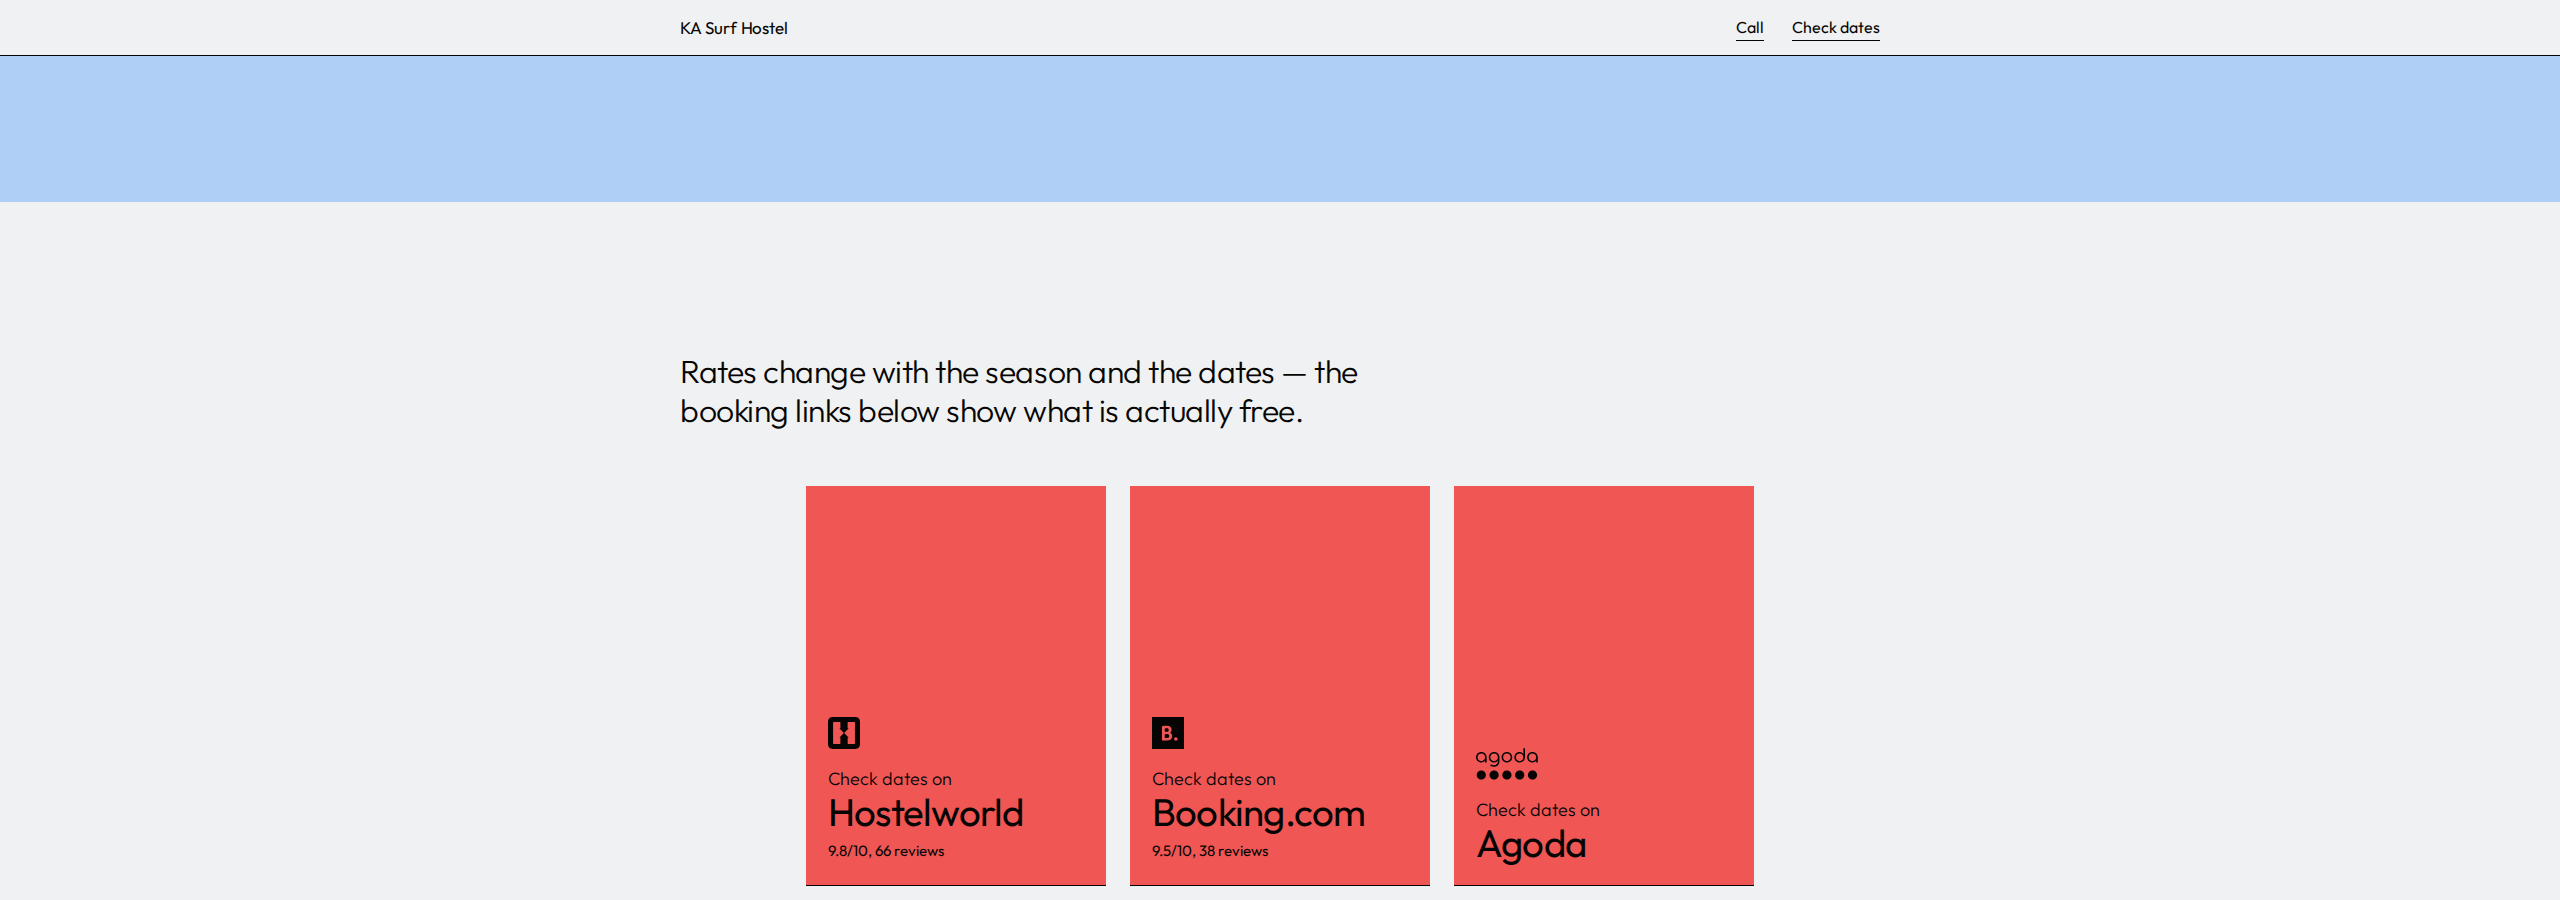 KA Surf Hostel
Call
Check dates
Rates change with the season and the dates — the
booking links below show what is actually free.
B.
Check dates on
Hostelworld
9.8/10, 66 reviews
Check dates on
Booking.com
9.5/10, 38 reviews
agoda
Check dates on
Agoda